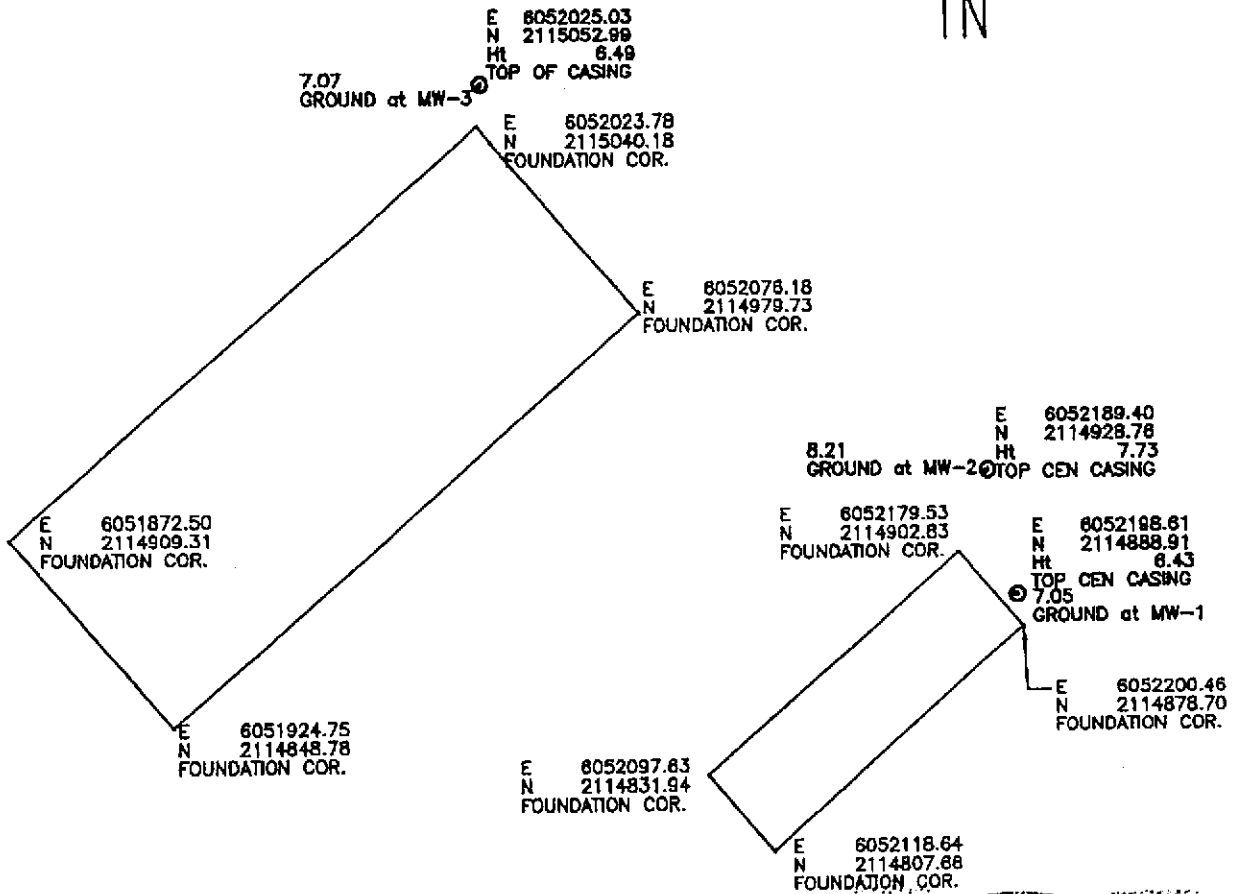 IN
E 6052025.03
N 2115052.99
Ht 6.49
TOP OF CASING
7.07
GROUND at MW-3
E 6052023.78
N 2115040.18
FOUNDATION COR.
E 6052076.18
N 2114979.73
FOUNDATION COR.
E 6052189.40
N 2114928.76
Ht 7.73
TOP CEN CASING
8.21
GROUND at MW-2
E 6051872.50
N 2114909.31
FOUNDATION COR.
E 6052179.53
N 2114902.83
FOUNDATION COR.
E 6052198.61
N 2114888.91
Ht 6.43
TOP CEN CASING
7.05
GROUND at MW-1
E 6052200.46
N 2114878.70
FOUNDATION COR.
E 6051924.75
N 2114848.78
FOUNDATION COR.
E 6052097.63
N 2114831.94
FOUNDATION COR.
E 6052118.64
N 2114807.68
FOUNDATION COR.